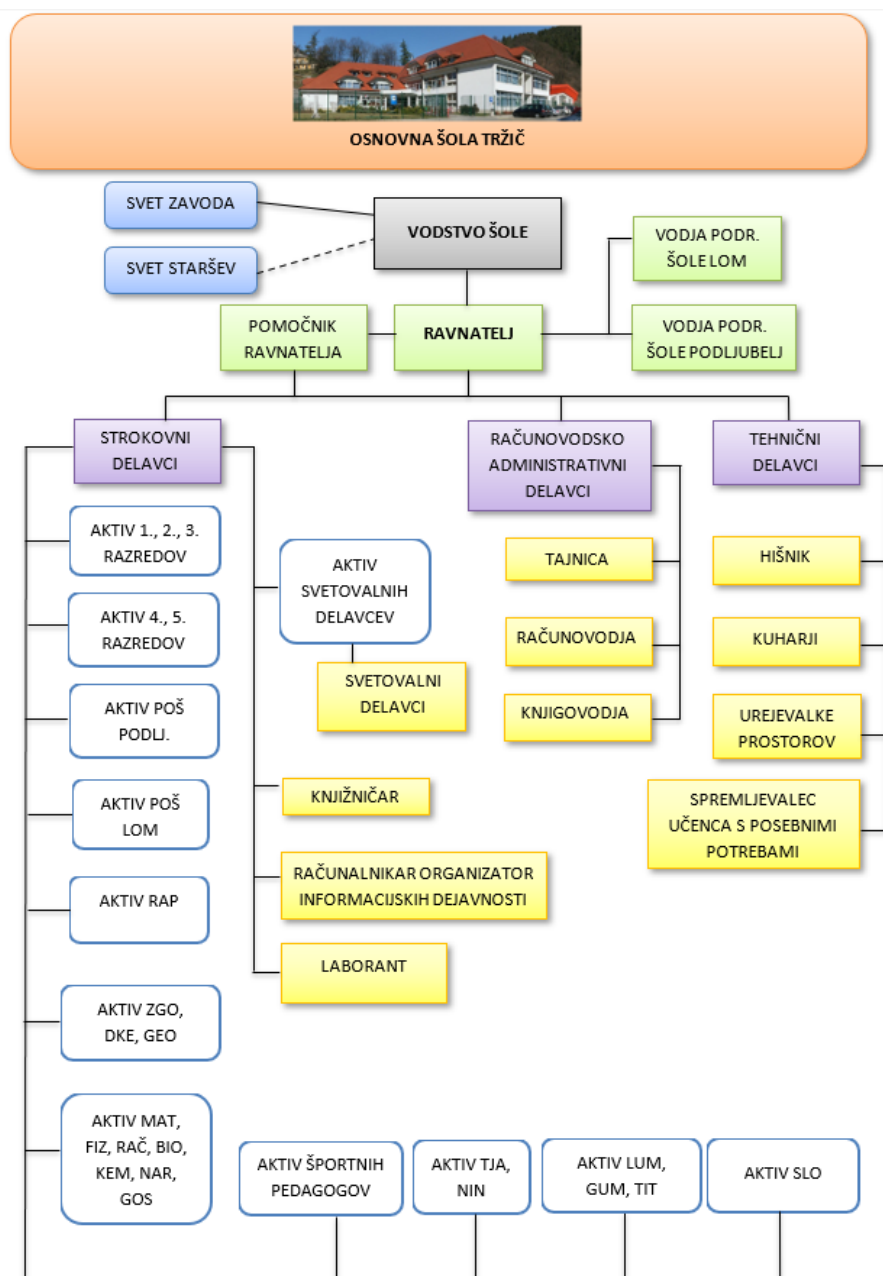 OSNOVNA ŠOLA TRŽIČ
SVET ZAVODA
SVET STARŠEV
VODSTVO ŠOLE
VODJA PODR.
ŠOLE LOM
POMOČNIK
RAVNATELJA
RAVNATELJ
VODJA PODR.
ŠOLE PODLJUBELJ
STROKOVNI
DELAVCI
RAČUNOVODSKO
ADMINISTRATIVNI
DELAVCI
TEHNIČNI
DELAVCI
AKTIV 1., 2., 3.
RAZREDOV
AKTIV 4., 5.
RAZREDOV
AKTIV POŠ
PODLJ.
AKTIV POŠ
LOM
AKTIV RAP
AKTIV ZGO,
DKE, GEO
AKTIV MAT,
FIZ, RAČ, BIO,
KEM, NAR,
GOS
AKTIV
SVETOVALNIH
DELAVCEV
SVETOVALNI
DELAVCI
KNJIŽNIČAR
RAČUNALNIKAR ORGANIZATOR
INFORMACIJSKIH DEJAVNOSTI
LABORANT
TAJNICA
RAČUNOVODJA
KNJIGOVODJA
HIŠNIK
KUHARJI
UREJEVALKE
PROSTOROV
SPREMLJEVALEC
UČENCA S POSEBNIMI
POTREBAMI
AKTIV ŠPORTNIH
PEDAGOGOV
AKTIV TJA,
NIN
AKTIV LUM,
GUM, TIT
AKTIV SLO